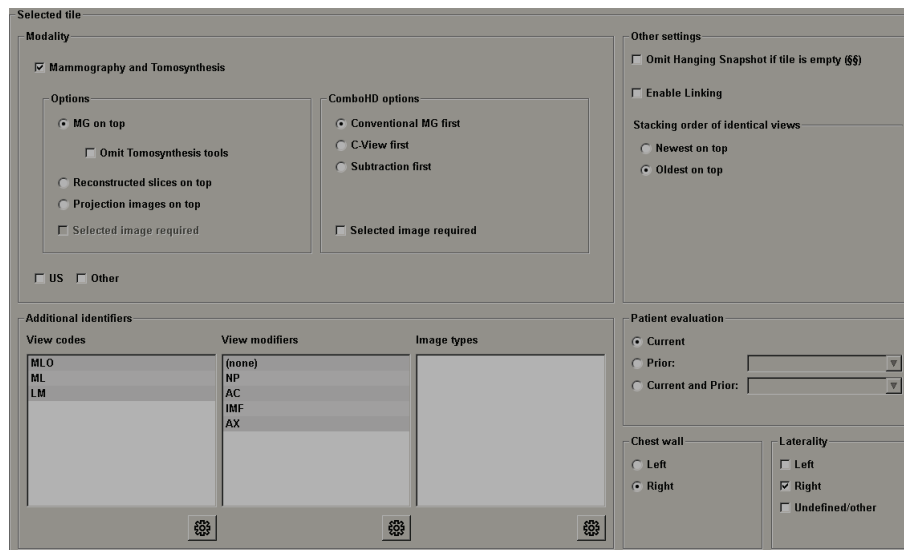 Selected tile
Modality
Mammography and Tomosynthesis
Options
MG on top
Omit Tomosynthesis tools
Reconstructed slices on top
Projection images on top
Selected image required
ComboHD options
Conventional MG first
C-View first
Subtraction first
Selected image required
US Other
Other settings
Omit Hanging Snapshot if tile is empty (§§)
Enable Linking
Stacking order of identical views
Newest on top
Oldest on top
Additional identifiers
View codes
MLO
ML
LM
View modifiers
(none)
NP
AC
IMF
AX
Image types
Patient evaluation
Current
Prior:
Current and Prior:
Chest wall
Left
Right
Laterality
Left
Right
Undefined/other